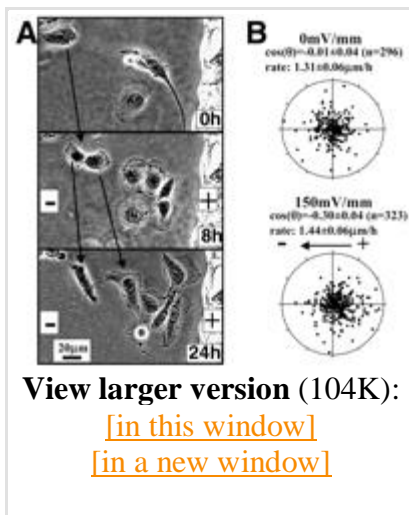 A
B
0h
-
+
8h
-
+
20μm
24h
0mV/mm
cos(θ)=-0.01±0.04 (n=296)
rate: 1.31±0.06μm/h
150mV/mm
cos(θ)=-0.30±0.04 (n=323)
rate: 1.44±0.06μm/h
- +
View larger version (104K):
[in this window]
[in a new window]